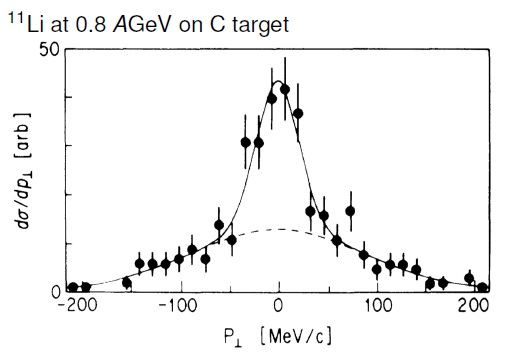 ¹¹Li at 0.8 AGeV on C target
50
0
dσ/dp⊥ [arb]
-200 -100 0 100 200
P⊥ [MeV/c]